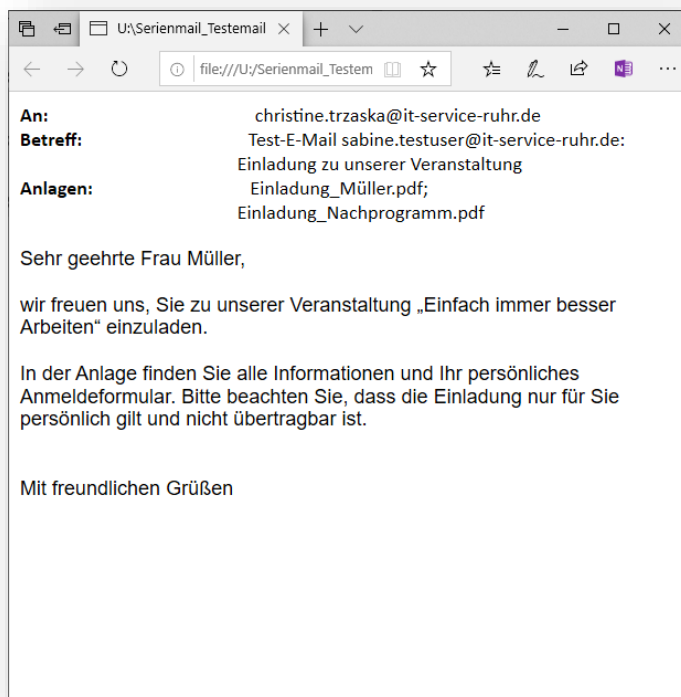 U:\Serienmail_Testemail
file:///U:/Serienmail_Testem
An: christine.trzaska@it-service-ruhr.de
Betreff: Test-E-Mail sabine.testuser@it-service-ruhr.de:
Einladung zu unserer Veranstaltung
Anlagen: Einladung_Müller.pdf;
Einladung_Nachprogramm.pdf
Sehr geehrte Frau Müller,
wir freuen uns, Sie zu unserer Veranstaltung „Einfach immer besser
Arbeiten“ einzuladen.
In der Anlage finden Sie alle Informationen und Ihr persönliches
Anmeldeformular. Bitte beachten Sie, dass die Einladung nur für Sie
persönlich gilt und nicht übertragbar ist.
Mit freundlichen Grüßen